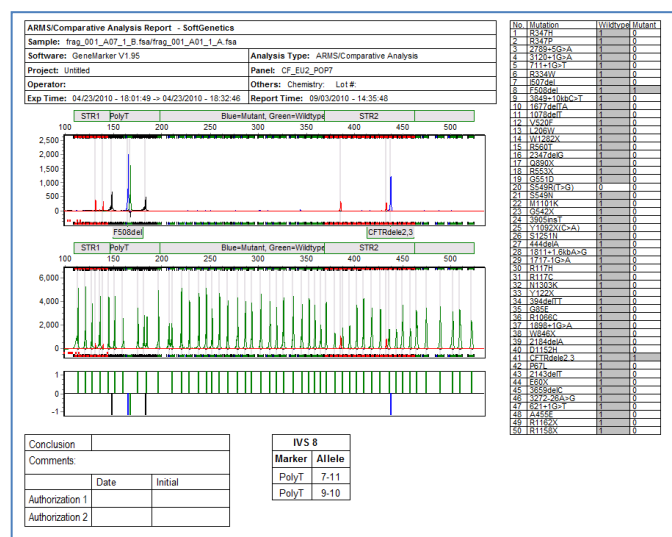 ARMS/Comparative Analysis Report - SoftGenetics
Sample: frag_001_A07_1_B.fsa/frag_001_A01_1_A.fsa
Software: GeneMarker V1.95 Analysis Type: ARMS/Comparative Analysis
Project: Untitled Panel: CF_EU2_POP7
Operator: Others: Chemistry: Lot#:
Exp Time: 04/23/2010 - 18:01:49 -> 04/23/2010 - 18:32:46 Report Time: 09/03/2010 - 14:35:48
STR1 PolyT Blue=Mutant, Green=Wildtype STR2
100 150 200 250 300 350 400 450 500
2,500
2,000
1,500
1,000
500
0
F508del CFTRdele2,3
STR1 PolyT Blue=Mutant, Green=Wildtype STR2
100 150 200 250 300 350 400 450 500
6,000
4,000
2,000
0
1
0
-1
Conclusion
Comments:
Date Initial
Authorization 1
Authorization 2
IVS 8
Marker Allele
PolyT 7-11
PolyT 9-10
No. Mutation Wildtype Mutant
1 R347H 1 0
2 R347P 1 0
3 2789+5G>A 1 0
4 3120+1G>A 1 0
5 711+1G>T 1 0
6 R334W 1 0
7 I507del 1 0
8 F508del 1 1
9 3849+10kbC>T 1 0
10 1677delTA 1 0
11 1078delT 1 0
12 V520F 1 0
13 L206W 1 0
14 W1282X 1 0
15 R560T 1 0
16 2347delG 1 0
17 Q890X 1 0
18 R553X 1 0
19 G551D 1 0
20 S549R(T>G) 0 0
21 S549N 1 0
22 M1101K 1 0
23 G542X 1 0
24 3905insT 1 0
25 Y1092X(C>A) 1 0
26 S1251N 1 0
27 444delA 1 0
28 1811+1.6kbA>G 1 0
29 1717-1G>A 1 0
30 R117H 1 0
31 R117C 1 0
32 N1303K 1 0
33 Y122X 1 0
34 394delTT 1 0
35 G85E 1 0
36 R1066C 1 0
37 1898+1G>A 1 0
38 W846X 1 0
39 2184delA 1 0
40 D1152H 1 0
41 CFTRdele2,3 1 1
42 P67L 1 0
43 2143delT 1 0
44 E60X 1 0
45 3659delC 1 0
46 3272-26A>G 1 0
47 621+1G>T 1 0
48 A455E 1 0
49 R1162X 1 0
50 R1158X 1 0